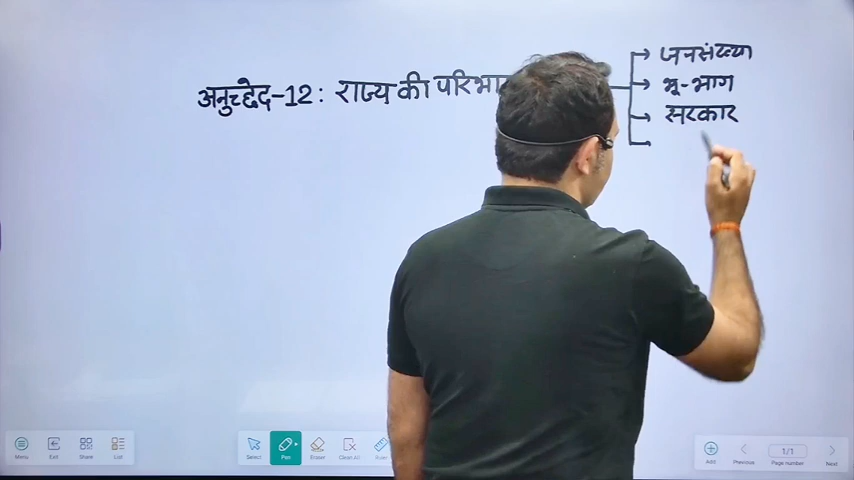 अनुच्छेद-12: राज्य की परिभा
जनसंख्या
भू-भाग
सरकार
Menu
Exit
Share
List
Select
Pen
Eraser
Clean All
Ruler
Add
Previous
1/1
Page number
Next